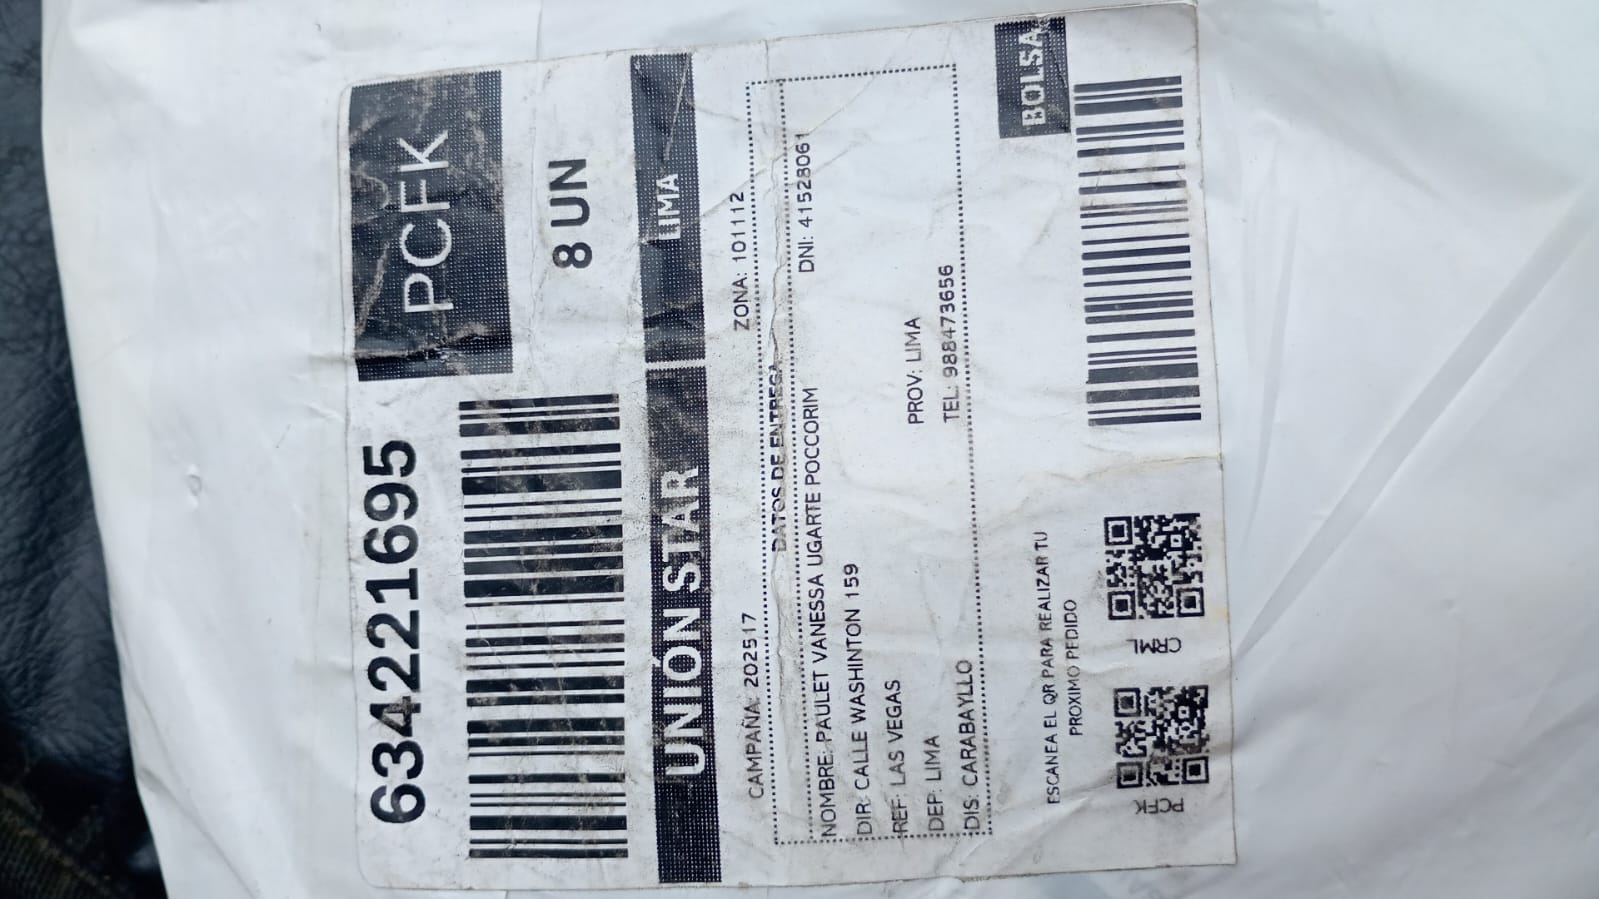 6344221695
PCFK
8 UN
UNIÓN STAR
LIMA
CAMPAÑA: 202517 ZONA: 101112
DATOS DE ENTREGA
NOMBRE: PAULET VANESSA UGARTE POCCORIM DNI: 41528061
DIR: CALLE WASHINTON 159
REF: LAS VEGAS
DEP: LIMA PROV: LIMA
DIS: CARABAYLLO TEL: 988473656
ESCANEA EL QR PARA REALIZAR TU
PROXIMO PEDIDO
BOLSA
PCFK
CRML